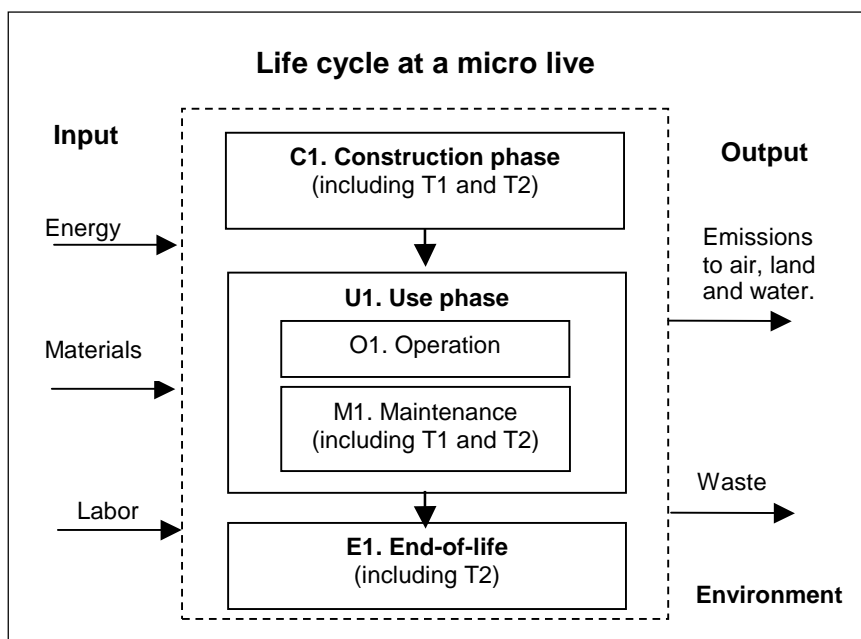 Life cycle at a micro live
Input
Output
C1. Construction phase
(including T1 and T2)
Energy
Emissions
to air, land
and water.
U1. Use phase
O1. Operation
Materials
M1. Maintenance
(including T1 and T2)
Waste
Labor
E1. End-of-life
(including T2)
Environment